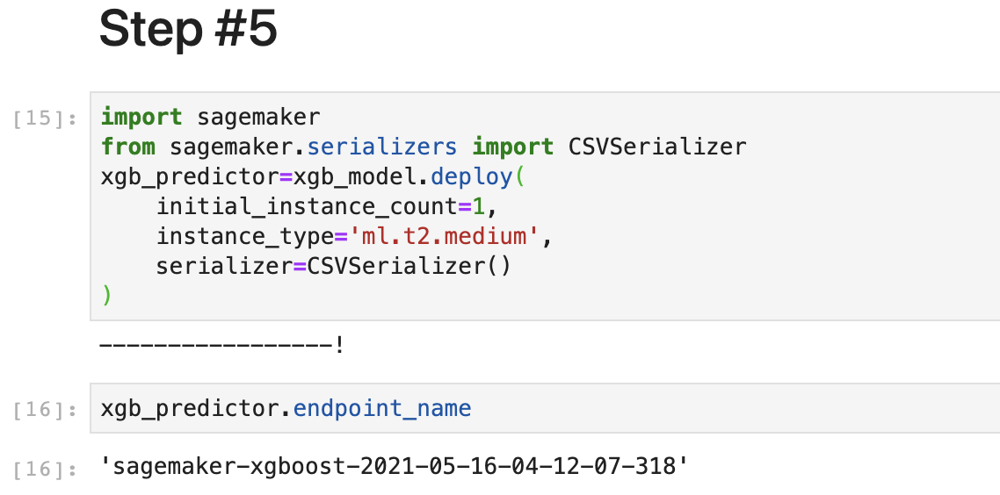 Step #5
[15]:
import sagemaker
from sagemaker.serializers import CSVSerializer
xgb_predictor=xgb_model.deploy(
    initial_instance_count=1,
    instance_type='ml.t2.medium',
    serializer=CSVSerializer()
)
-----------------!
[16]:
xgb_predictor.endpoint_name
[16]:
'sagemaker-xgboost-2021-05-16-04-12-07-318'